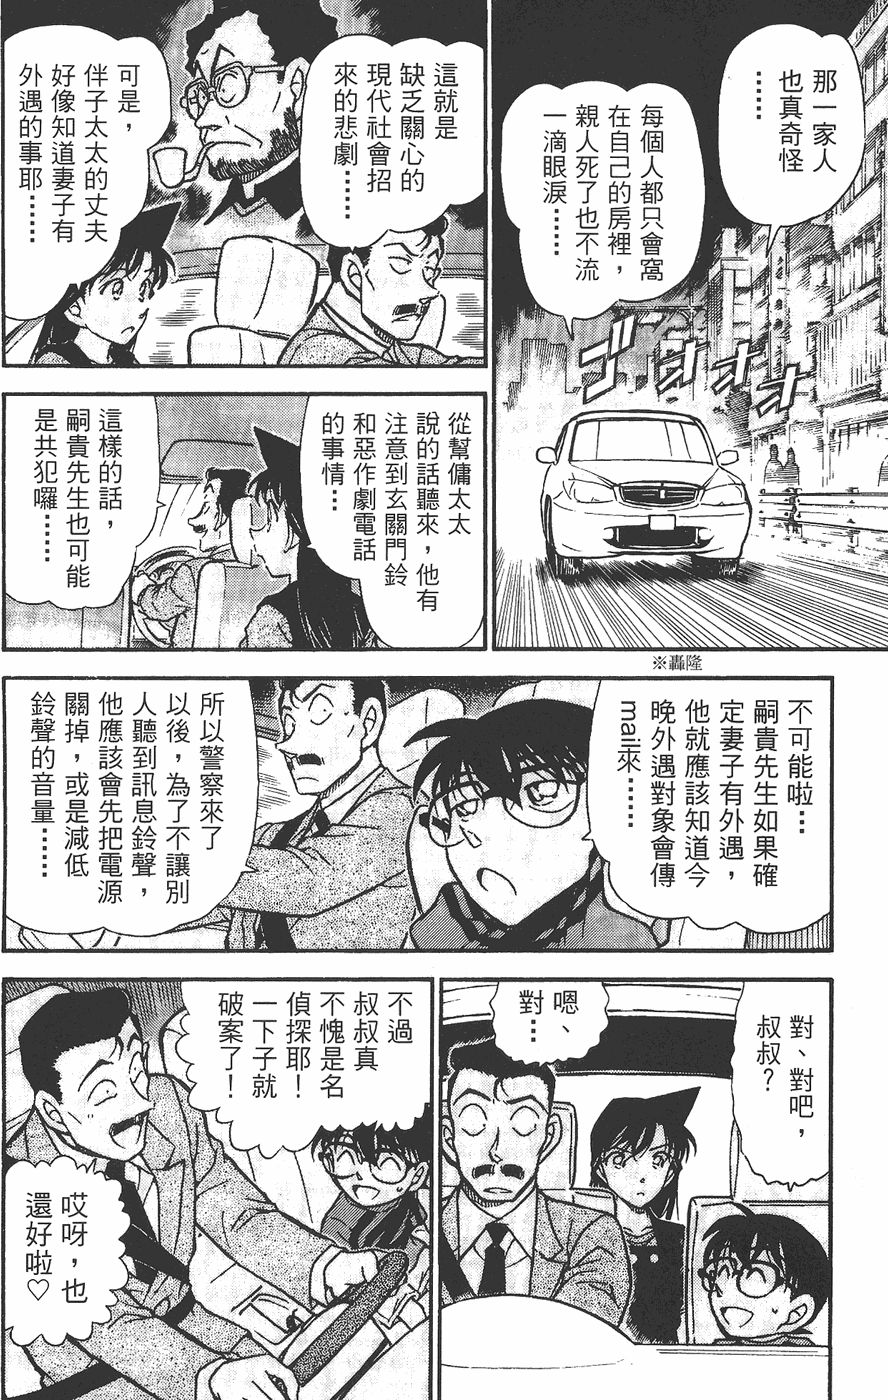 那一家人
也真奇怪
……
每個人都只會窩
在自己的房裡，
親人死了也不流
一滴眼淚……
ゴォォォ
※轟隆
這就是
缺乏關心的
現代社會招
來的悲劇……
可是，
伴子太太的丈夫
好像知道妻子有
外遇的事耶……
從幫傭太太
說的話聽來，他有
注意到玄關門鈴
和惡作劇電話
的事情…
這樣的話，
嗣貴先生也可能
是共犯囉……
不可能啦…
嗣貴先生如果確
定妻子有外遇，
他就應該知道今
晚外遇對象會傳
mail來……
所以警察來了
以後，為了不讓別
人聽到訊息鈴聲，
他應該會先把電源
關掉，或是減低
鈴聲的音量……
對、對吧，
叔叔？
嗯、
對…
不過
叔叔真
不愧是名
偵探耶！
一下子就
破案了！
哎呀，也
還好啦♡